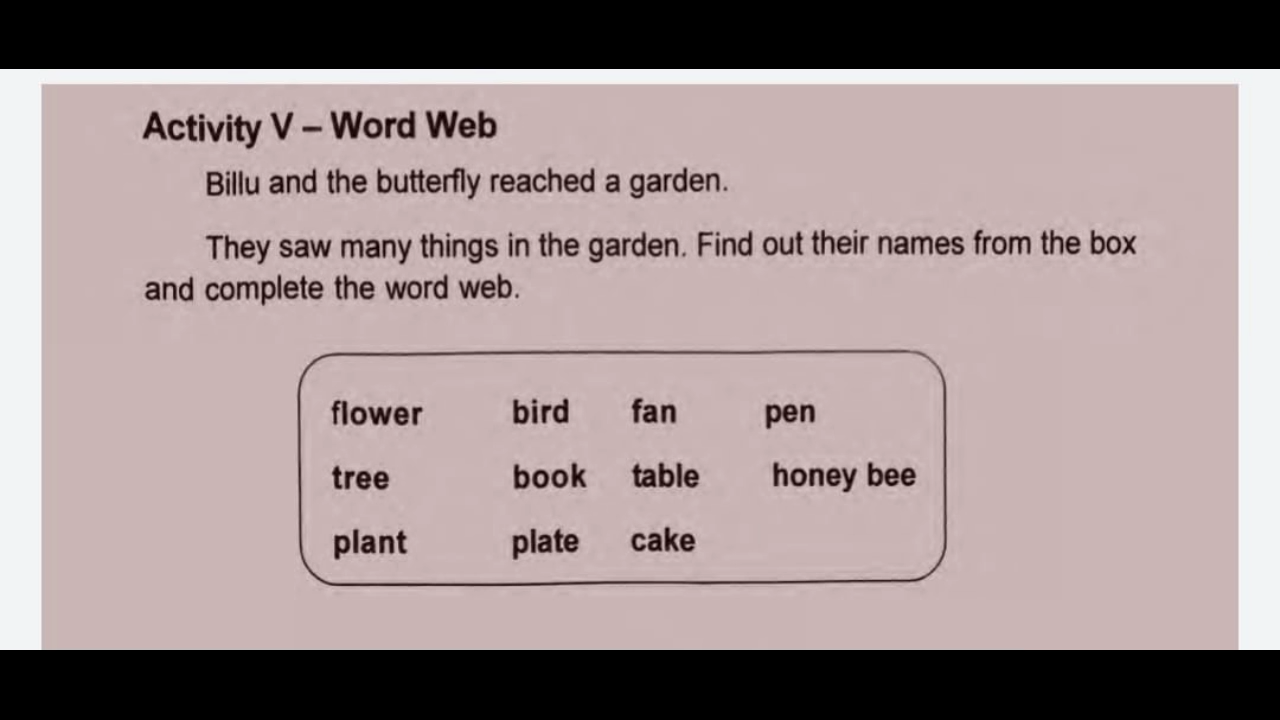 Activity V – Word Web
Billu and the butterfly reached a garden.
They saw many things in the garden. Find out their names from the box
and complete the word web.
flower bird fan pen
tree book table honey bee
plant plate cake